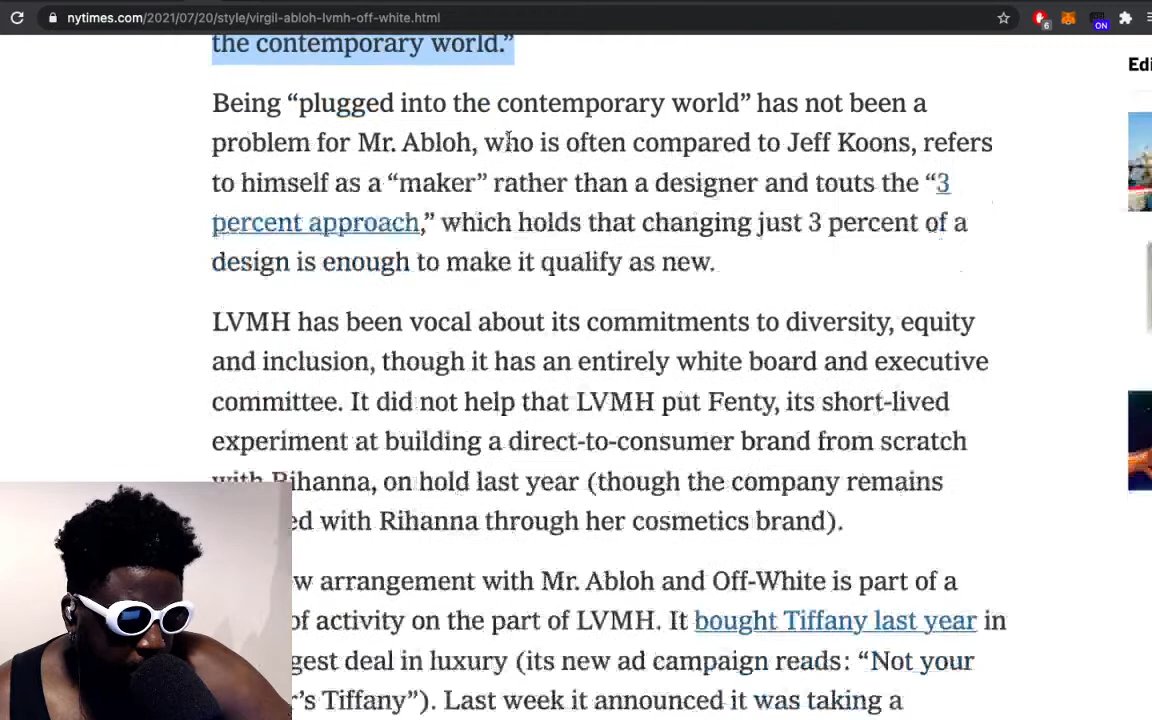 nytimes.com/2021/07/20/style/virgil-abloh-lvmh-off-white.html
6
ON
the contemporary world.”
Edi
Being “plugged into the contemporary world” has not been a
problem for Mr. Abloh, who is often compared to Jeff Koons, refers
to himself as a “maker” rather than a designer and touts the “3
percent approach,” which holds that changing just 3 percent of a
design is enough to make it qualify as new.
LVMH has been vocal about its commitments to diversity, equity
and inclusion, though it has an entirely white board and executive
committee. It did not help that LVMH put Fenty, its short-lived
experiment at building a direct-to-consumer brand from scratch
with Rihanna, on hold last year (though the company remains
ed with Rihanna through her cosmetics brand).
w arrangement with Mr. Abloh and Off-White is part of a
of activity on the part of LVMH. It bought Tiffany last year in
gest deal in luxury (its new ad campaign reads: “Not your
r’s Tiffany”). Last week it announced it was taking a